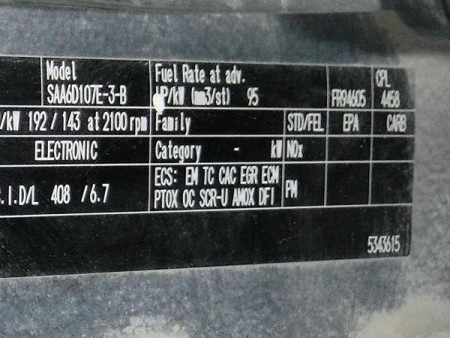 Model Fuel Rate at adv. CPL
SAA6D107E-3-B HP/kW (mm3/st) 95 FR94605 4458
/kW 192 / 143 at 2100 rpm Family STD/FEL EPA CARB
ELECTRONIC Category - kW NOx
.I.D/L 408 / 6.7 ECS: EM TC CAC EGR ECM PM
PTOX OC SCR-U AMOX DFI
5343615